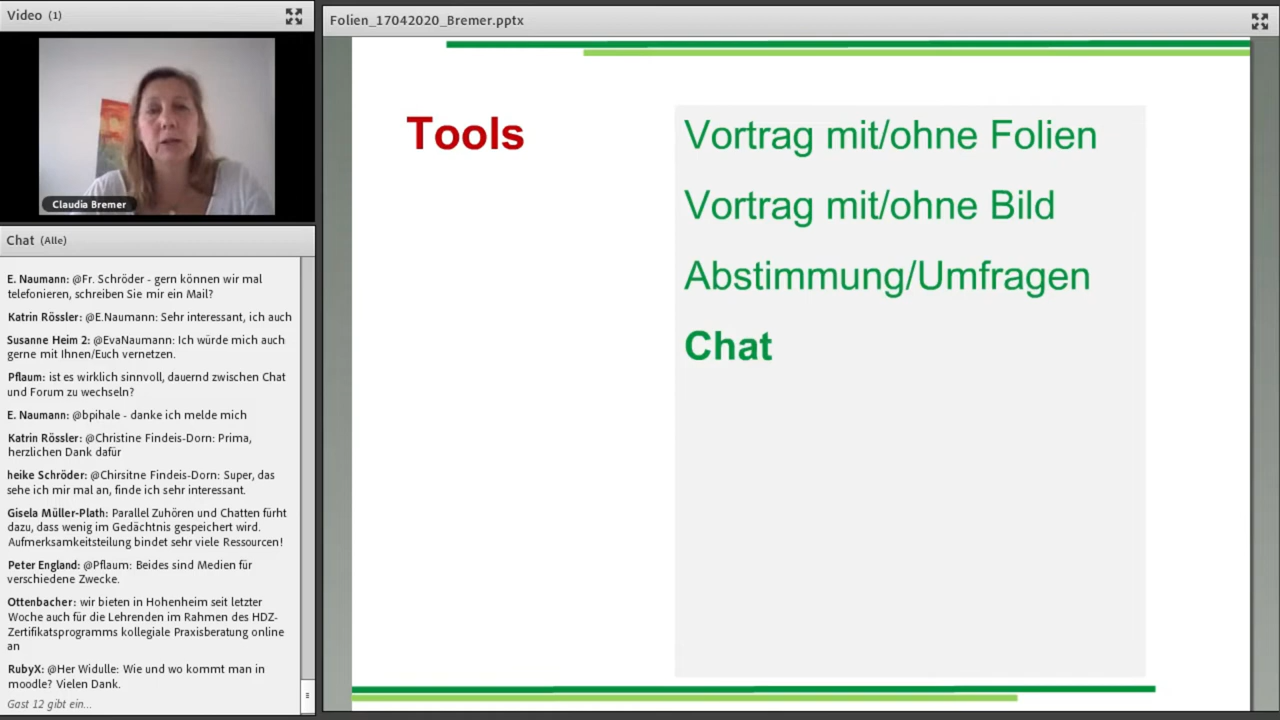 Video (1)
Claudia Bremer
Chat (Alle)
E. Naumann: @Fr. Schröder - gern können wir mal
telefonieren, schreiben Sie mir ein Mail?
Katrin Rössler: @E.Naumann: Sehr interessant, ich auch
Susanne Heim 2: @EvaNaumann: Ich würde mich auch
gerne mit Ihnen/Euch vernetzen.
Pflaum: ist es wirklich sinnvoll, dauernd zwischen Chat
und Forum zu wechseln?
E. Naumann: @bpihale - danke ich melde mich
Katrin Rössler: @Christine Findeis-Dorn: Prima,
herzlichen Dank dafür
heike Schröder: @Chirsitne Findeis-Dorn: Super, das
sehe ich mir mal an, finde ich sehr interessant.
Gisela Müller-Plath: Parallel Zuhören und Chatten fürht
dazu, dass wenig im Gedächtnis gespeichert wird.
Aufmerksamkeitsteilung bindet sehr viele Ressourcen!
Peter England: @Pflaum: Beides sind Medien für
verschiedene Zwecke.
Ottenbacher: wir bieten in Hohenheim seit letzter
Woche auch für die Lehrenden im Rahmen des HDZ-
Zertifikatsprogramms kollegiale Praxisberatung online
an
RubyX: @Her Widulle: Wie und wo kommt man in
moodle? Vielen Dank.
Gast 12 gibt ein...
Folien_17042020_Bremer.pptx
Tools
Vortrag mit/ohne Folien
Vortrag mit/ohne Bild
Abstimmung/Umfragen
Chat